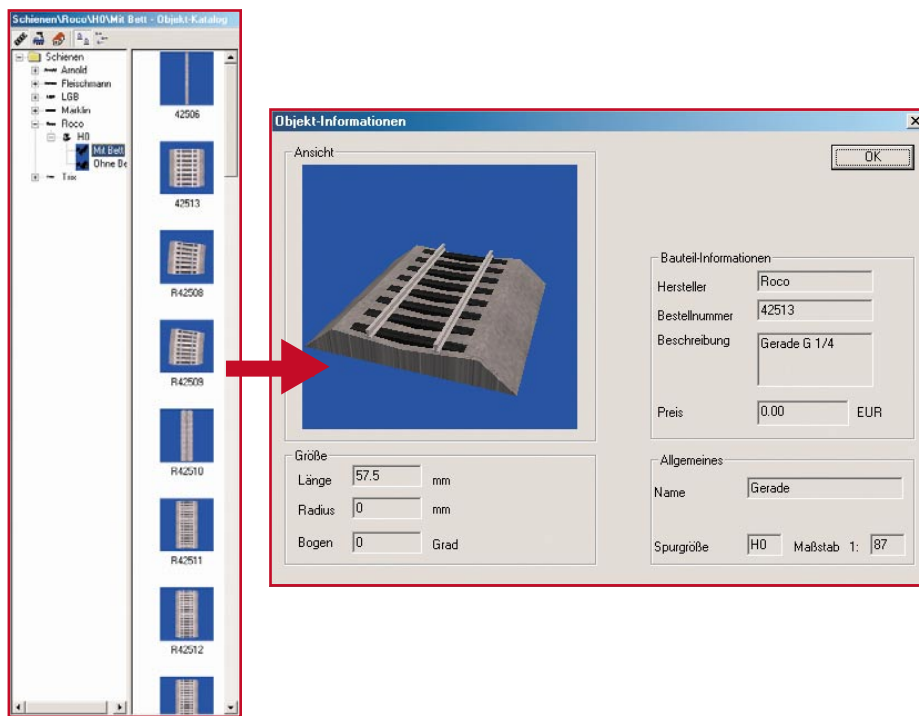 Schienen\Roco\H0\Mit Bett - Objekt-Katalog
Schienen
Arnold
Fleischmann
LGB
Märklin
Roco
H0
Mit Bett
Ohne Be
Trix
42506
42513
R42508
R42509
R42510
R42511
R42512
Objekt-Informationen
Ansicht
OK
Größe
Länge 57.5 mm
Radius 0 mm
Bogen 0 Grad
Bauteil-Informationen
Hersteller Roco
Bestellnummer 42513
Beschreibung Gerade G 1/4
Preis 0.00 EUR
Allgemeines
Name Gerade
Spurgröße H0 Maßstab 1: 87